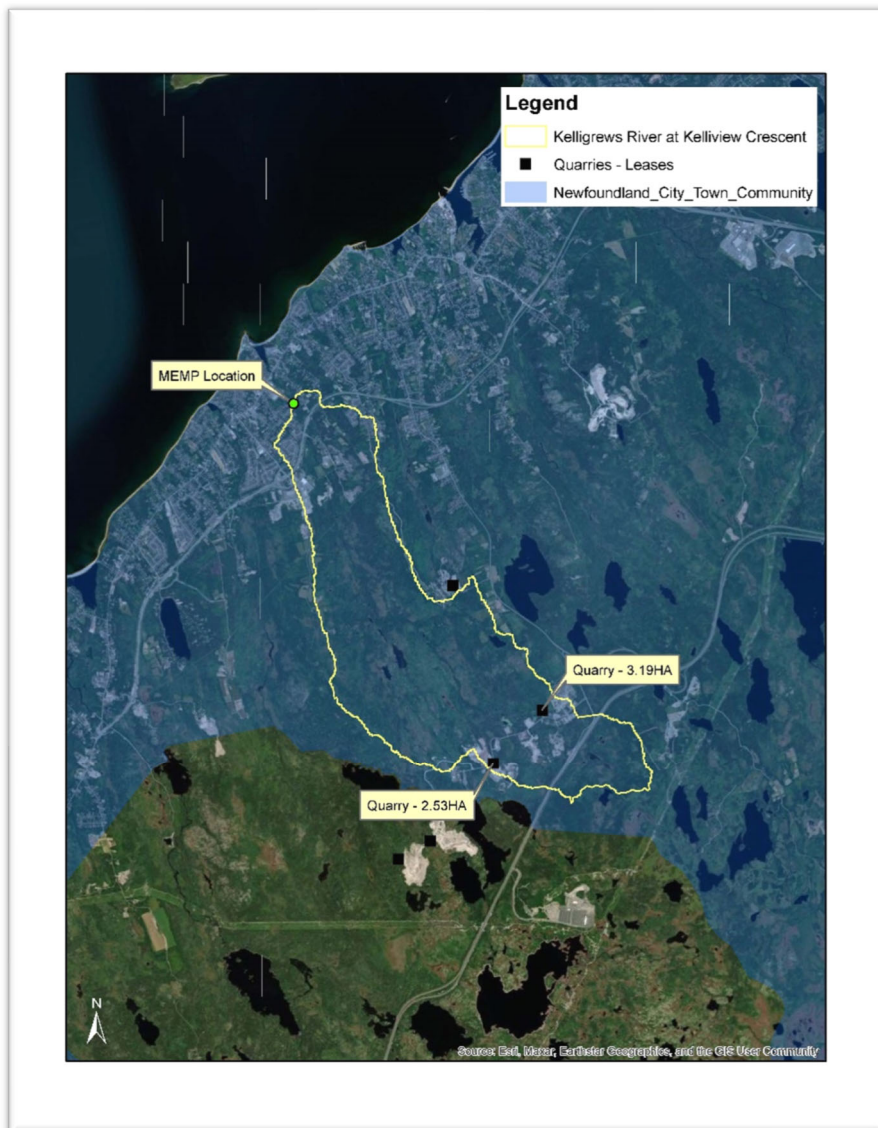 Legend
Kelligrews River at Kelliview Crescent
Quarries - Leases
Newfoundland_City_Town_Community
MEMP Location
Quarry - 3.19HA
Quarry - 2.53HA
N
Source: Esri, Maxar, Earthstar Geographics, and the GIS User Community